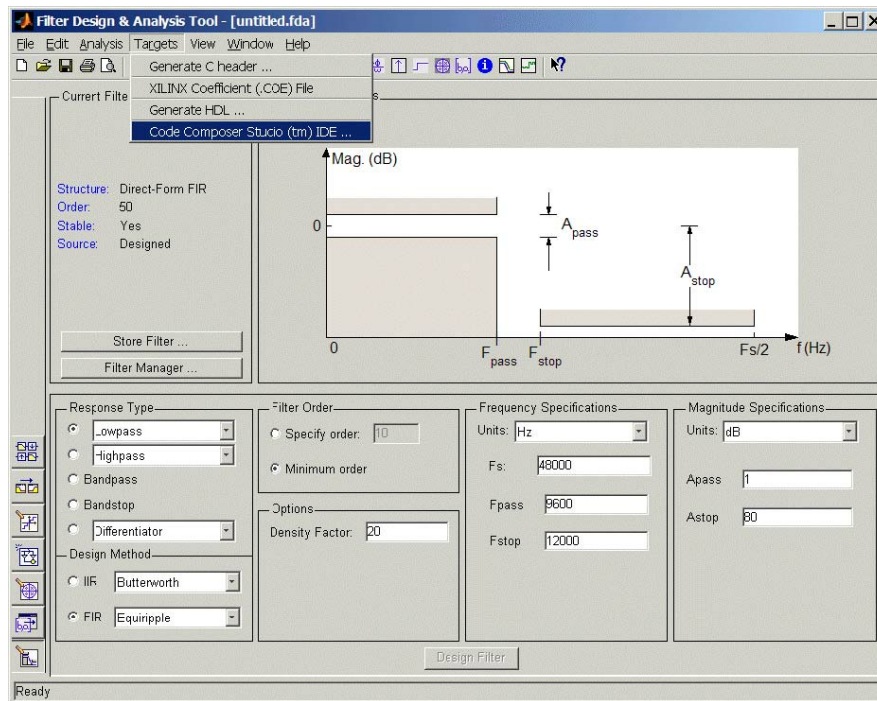 Filter Design & Analysis Tool - [untitled.fda]
File Edit Analysis Targets View Window Help
Generate C header ...
XILINX Coefficient (.COE) File
Generate HDL ...
Code Composer Stucio (tm) IDE ...
Currert Filte
s
Structure: Direct-Form FIR
Order: 50
Stable: Yes
Source: Designed
Store Filter ...
Filter Manager ...
Mag. (dB)
0
A pass
A stop
0
F pass
F stop
Fs/2
f (Hz)
Response Type
Lowpass
Highpass
Bandpass
Bandstop
Differentiator
Design Method
IIR Butterworth
FIR Equiripple
Filter Order
Specify order: 10
Minimum order
Options
Density Factor: 20
Frequency Specifications
Units: Hz
Fs: 48000
Fpass 9600
Fstop 12000
Magnitude Specifications
Units: dB
Apass 1
Astop 80
Design Filter
Ready